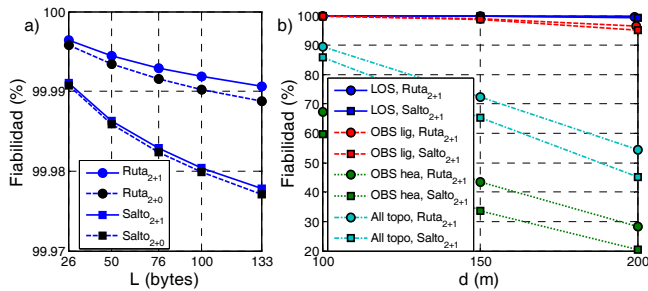 a)
Fiabilidad (%)
100
99.99
99.98
99.97
Ruta2+1
Ruta2+0
Salto2+1
Salto2+0
26 50 76 100 133
L (bytes)
b)
Fiabilidad (%)
100
90
80
70
60
50
40
30
20
LOS, Ruta2+1
LOS, Salto2+1
OBS lig, Ruta2+1
OBS lig, Salto2+1
OBS hea, Ruta2+1
OBS hea, Salto2+1
All topo, Ruta2+1
All topo, Salto2+1
100 150 200
d (m)